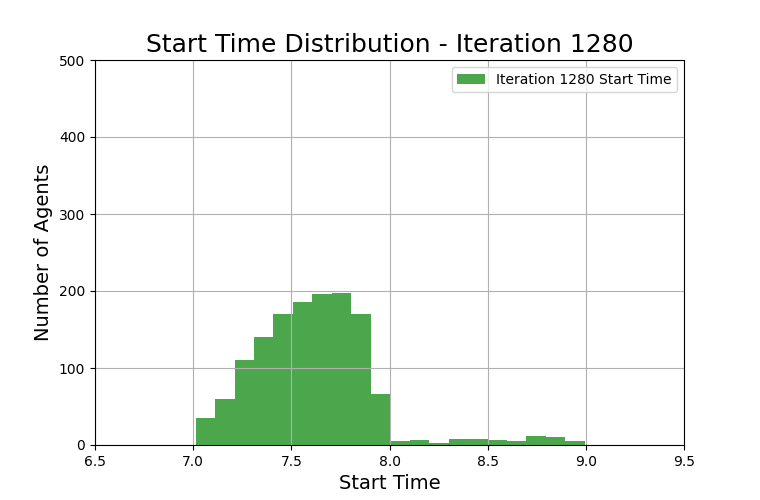 Start Time Distribution - Iteration 1280
Iteration 1280 Start Time
500
400
300
200
100
0
Number of Agents
6.5 7.0 7.5 8.0 8.5 9.0 9.5
Start Time